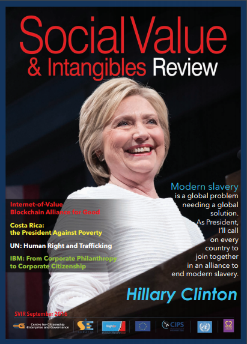 Social Value
& Intangibles Review
Modern slavery
is a global problem
needing a global
solution.
As President,
I'll call
on every
country to
join together
in an alliance to
end modern slavery.
Hillary Clinton
Internet-of-Value
Blockchain Alliance for Good
Costa Rica:
the President Against Poverty
UN: Human Right and Trafficking
IBM: From Corporate Philanthropy
to Corporate Citizenship
September
CIPS